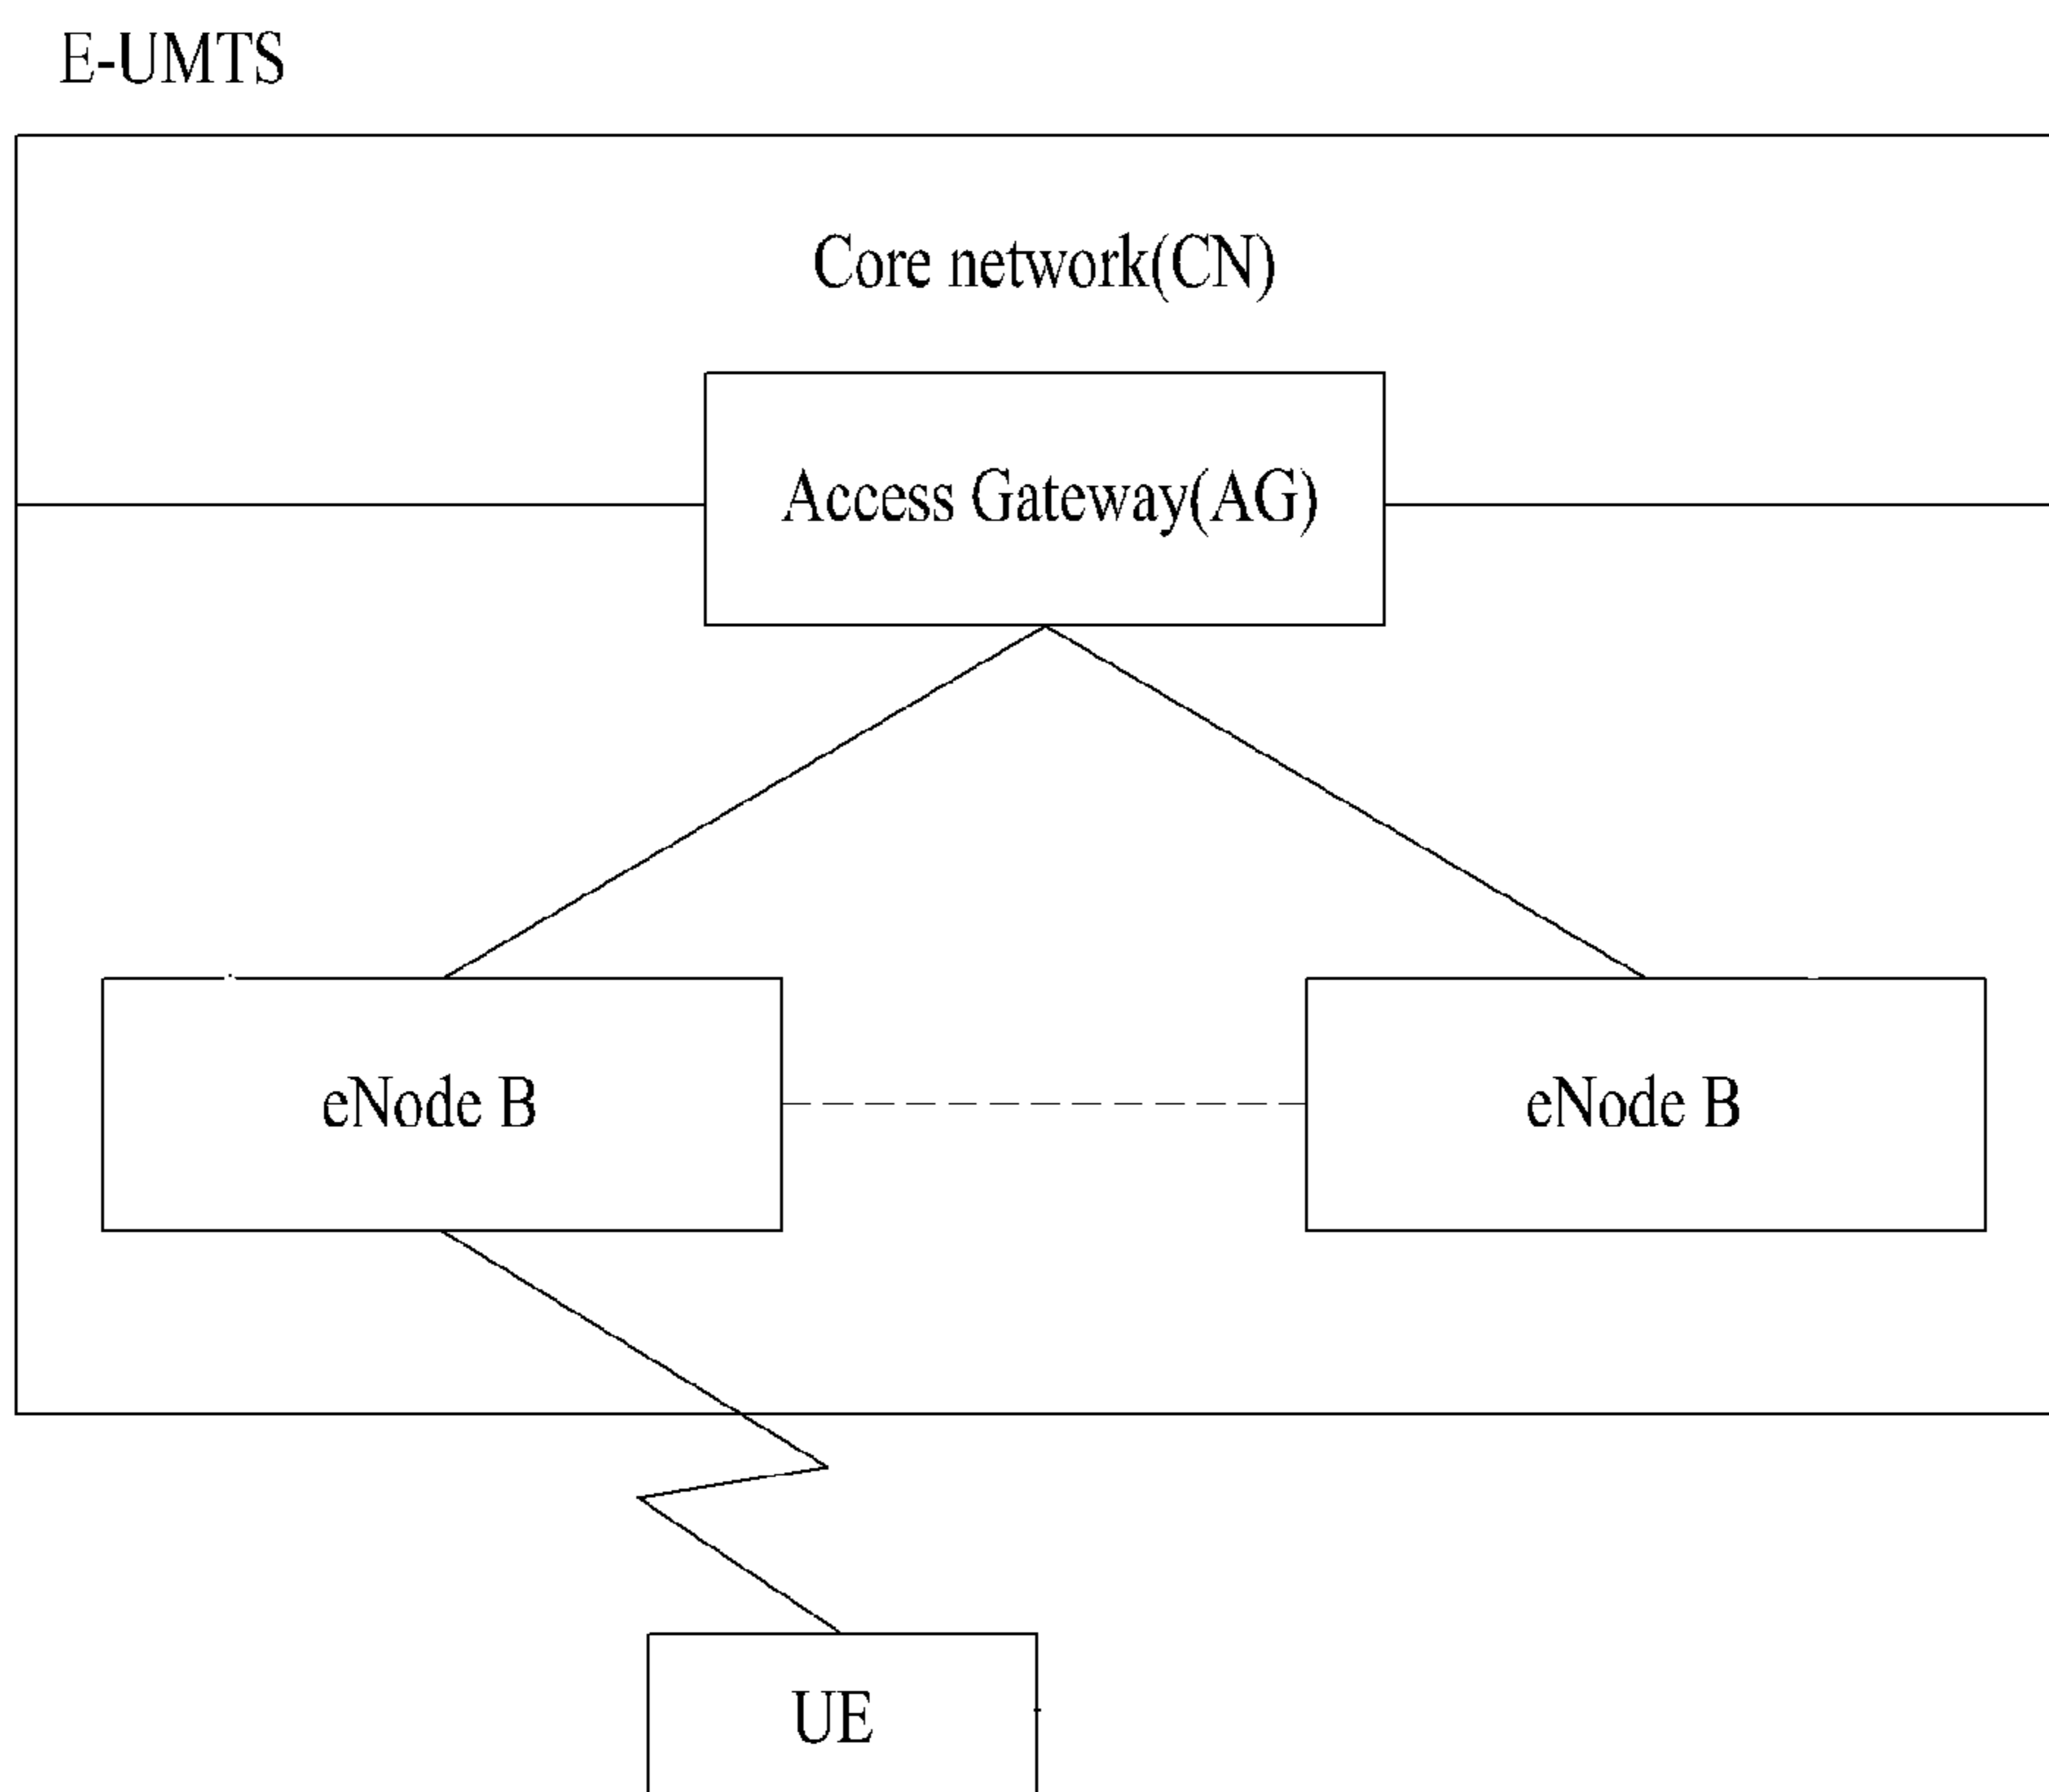 E-UMTS
Core network(CN)
Access Gateway(AG)
eNode B
eNode B
UE